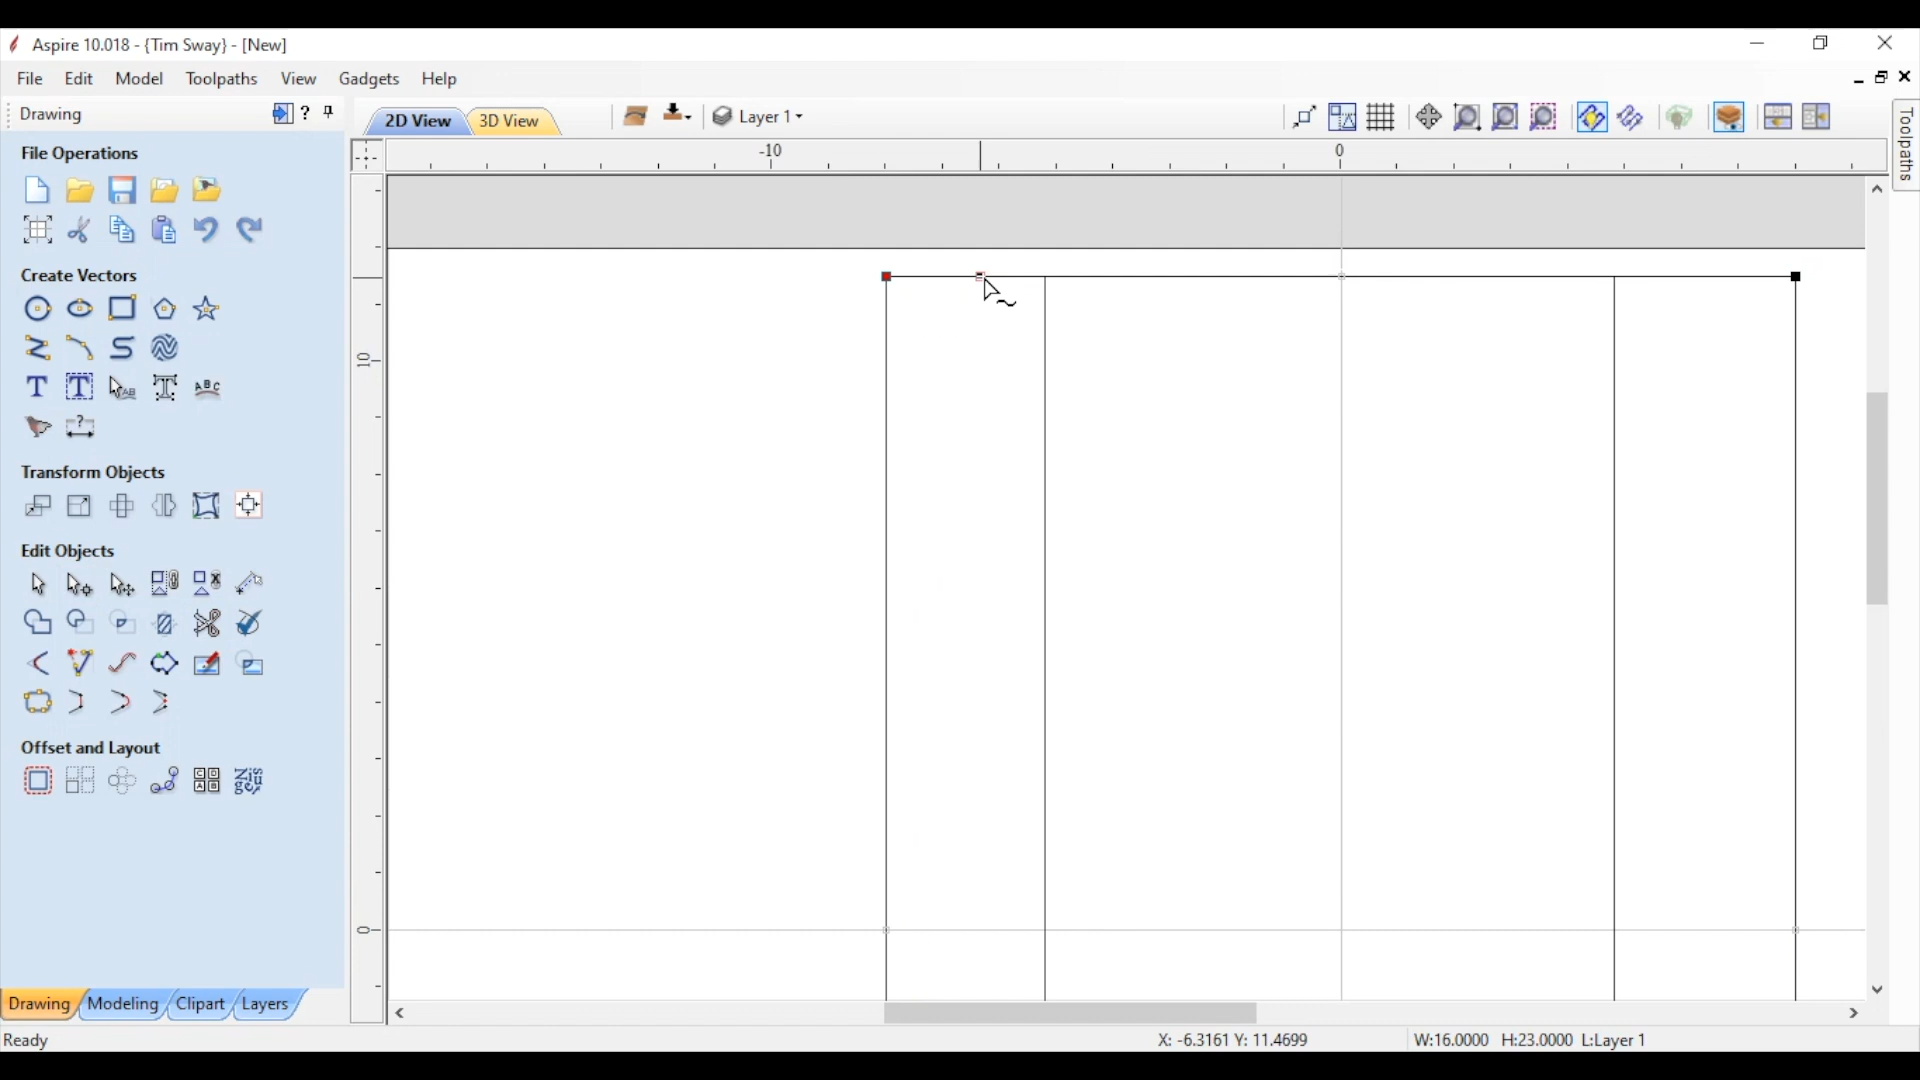 Aspire 10.018 - {Tim Sway} - [New]
File Edit Model Toolpaths View Gadgets Help
Drawing
2D View 3D View Layer 1
Toolpaths
File Operations
-10 0
Create Vectors
10
Transform Objects
Edit Objects
Offset and Layout
0
Drawing Modeling Clipart Layers
Ready
X: -6.3161 Y: 11.4699
W:16.0000 H:23.0000 L:Layer 1